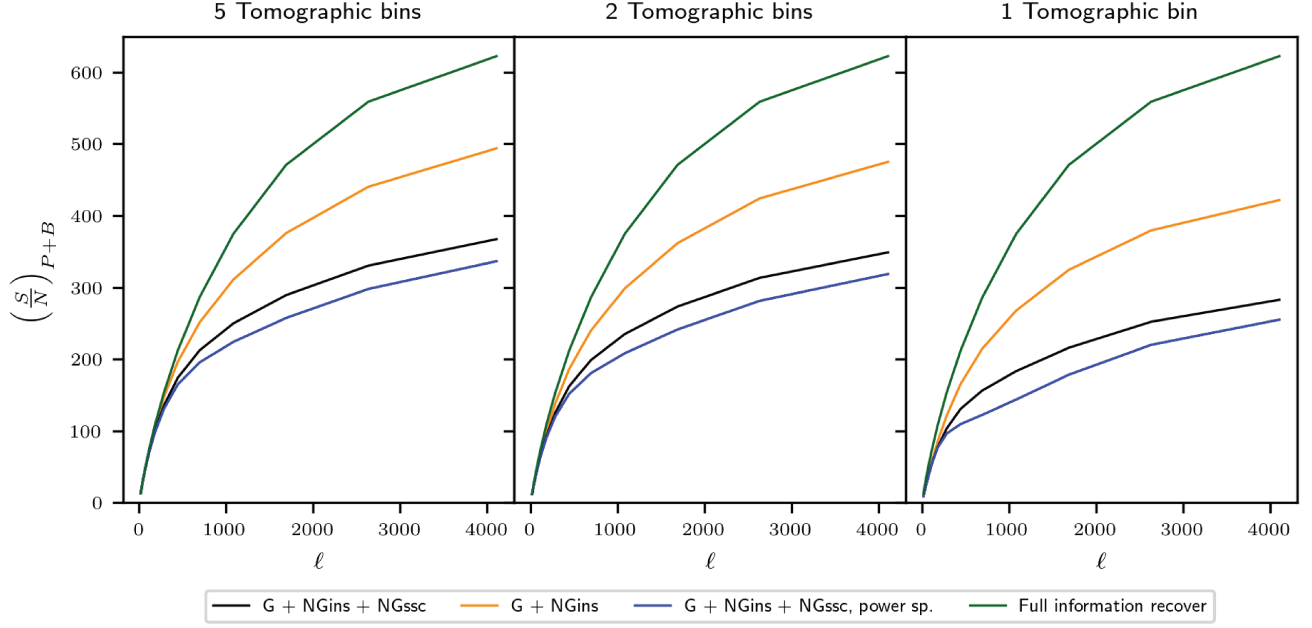 5 Tomographic bins
2 Tomographic bins
1 Tomographic bin
(S/N)P+B
600
500
400
300
200
100
0
0 1000 2000 3000 4000
0 1000 2000 3000 4000
0 1000 2000 3000 4000
ℓ
ℓ
ℓ
G + NGins + NGssc
G + NGins
G + NGins + NGssc, power sp.
Full information recover